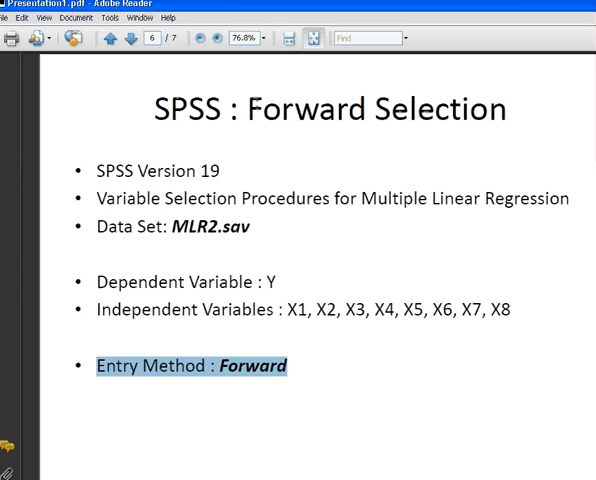 Presentation1.pdf - Adobe Reader
File Edit View Document Tools Window Help
6 / 7 76.8% Find
SPSS : Forward Selection
• SPSS Version 19
• Variable Selection Procedures for Multiple Linear Regression
• Data Set: MLR2.sav
• Dependent Variable : Y
• Independent Variables : X1, X2, X3, X4, X5, X6, X7, X8
• Entry Method : Forward